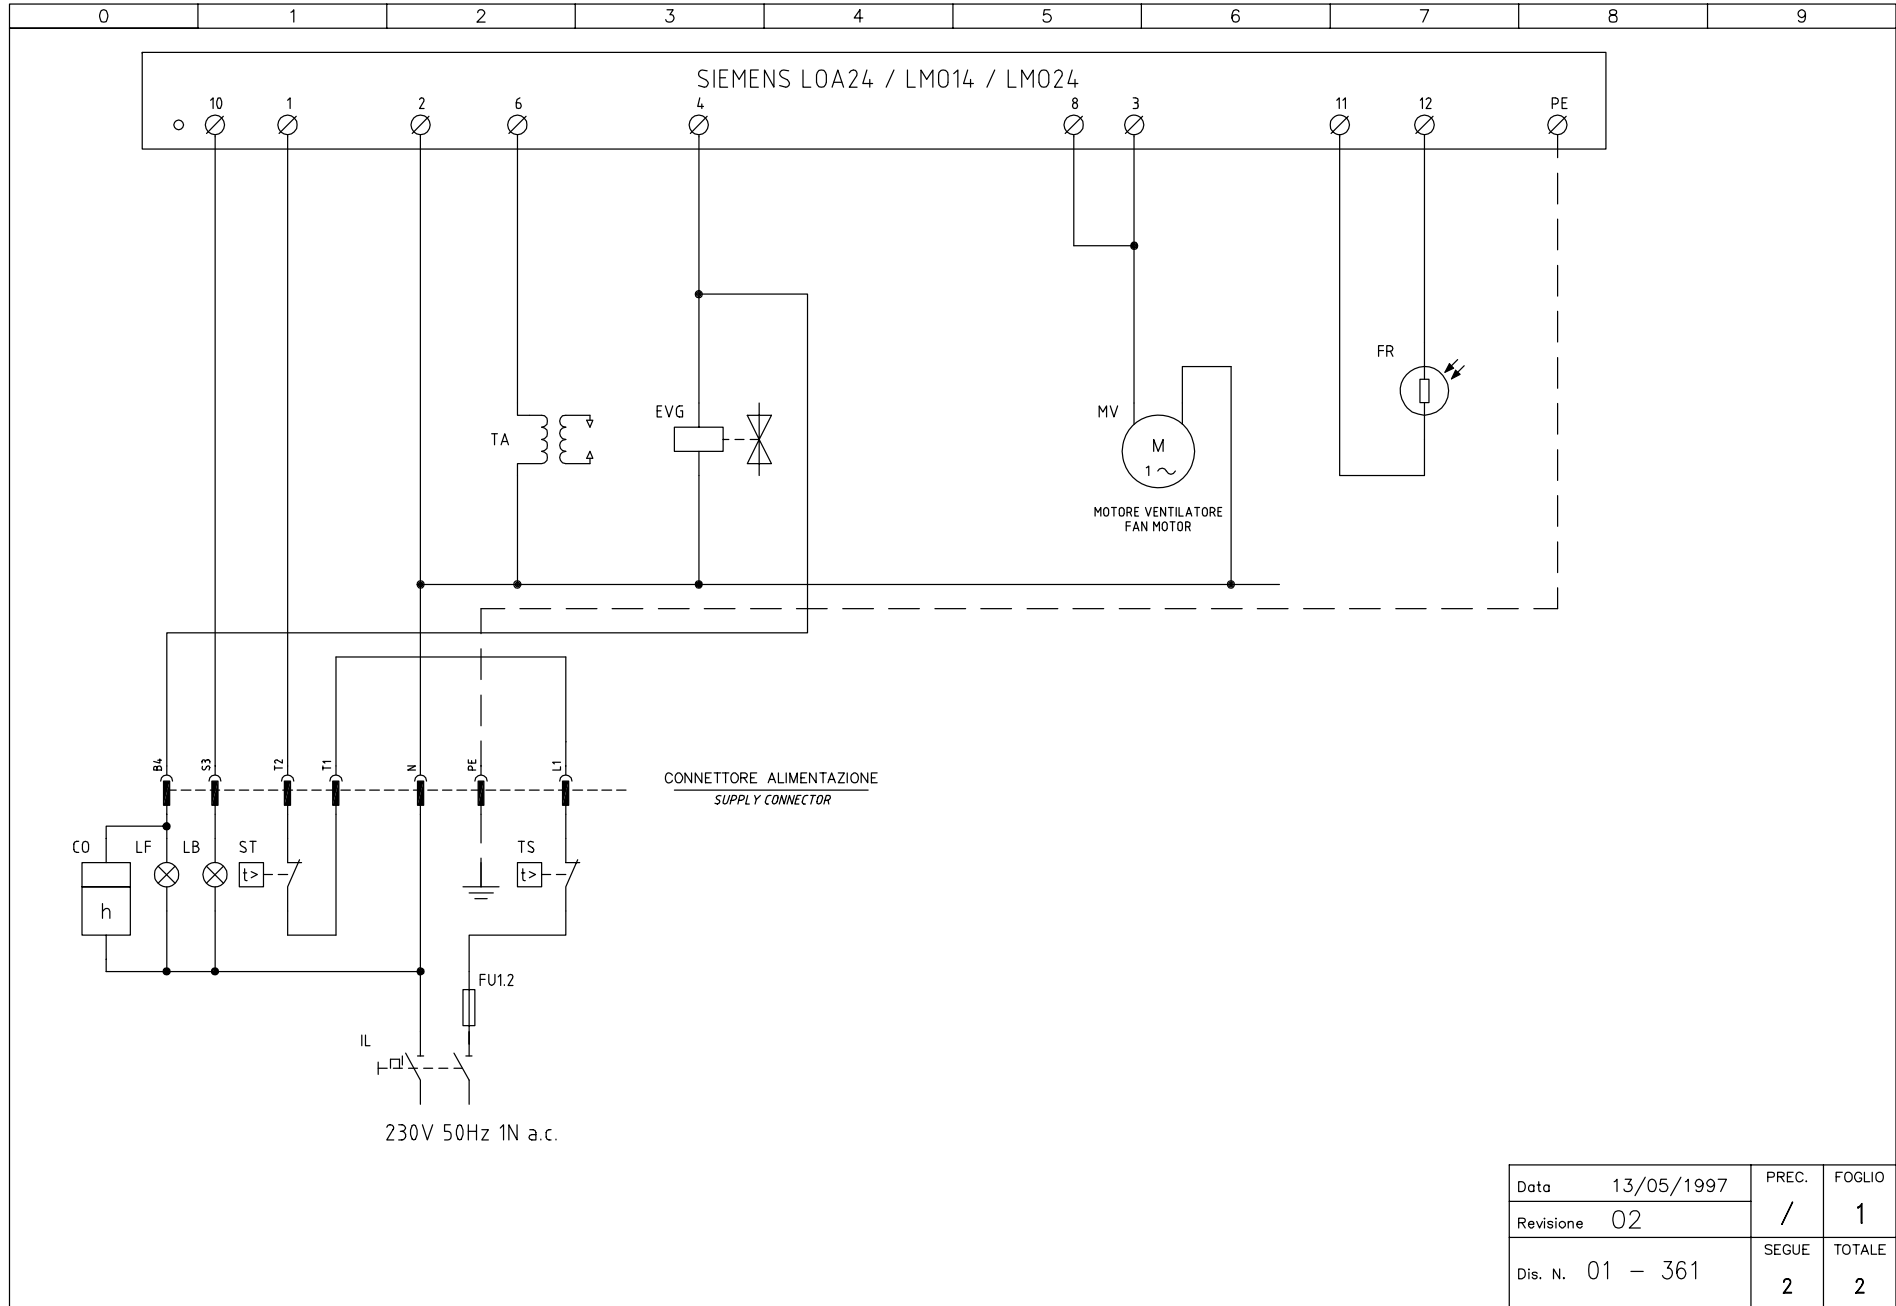 0 1 2 3 4 5 6 7 8 9
SIEMENS LOA24 / LMO14 / LMO24
10 1 2 6 4 8 3 11 12 PE
FR
EVG
MV
TA
M
1~
MOTORE VENTILATORE
FAN MOTOR
B4 S3 T2 T1 N PE L1
CONNETTORE ALIMENTAZIONE
SUPPLY CONNECTOR
CO LF LB ST TS
t> t>
h
FU1.2
IL
230V 50Hz 1N a.c.
Data 13/05/1997 PREC. FOGLIO
Revisione 02 / 1
SEGUE TOTALE
Dis. N. 01 - 361 2 2